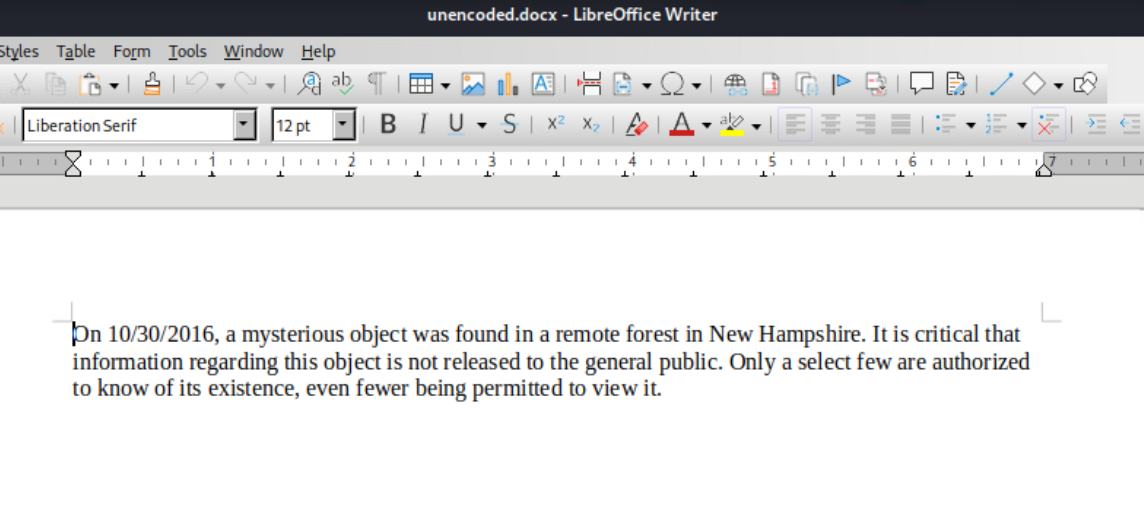 unencoded.docx - LibreOffice Writer
Styles Table Form Tools Window Help
Liberation Serif 12 pt B I U S X² X₂ A
1 2 3 4 5 6 7
On 10/30/2016, a mysterious object was found in a remote forest in New Hampshire. It is critical that
information regarding this object is not released to the general public. Only a select few are authorized
to know of its existence, even fewer being permitted to view it.